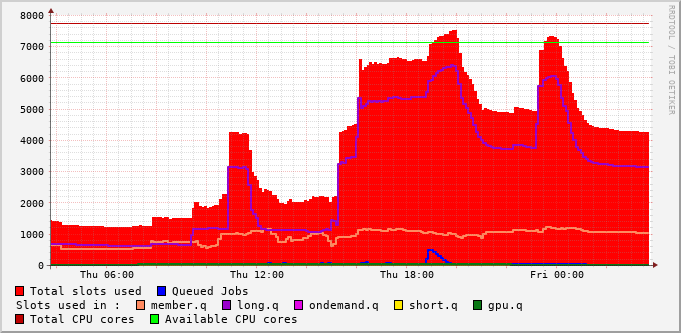 8000
7000
6000
5000
4000
3000
2000
1000
0
Thu 06:00 Thu 12:00 Thu 18:00 Fri 00:00
RRDTOOL / TOBI OETIKER
Total slots used Queued Jobs
Slots used in : member.q long.q ondemand.q short.q gpu.q
Total CPU cores Available CPU cores